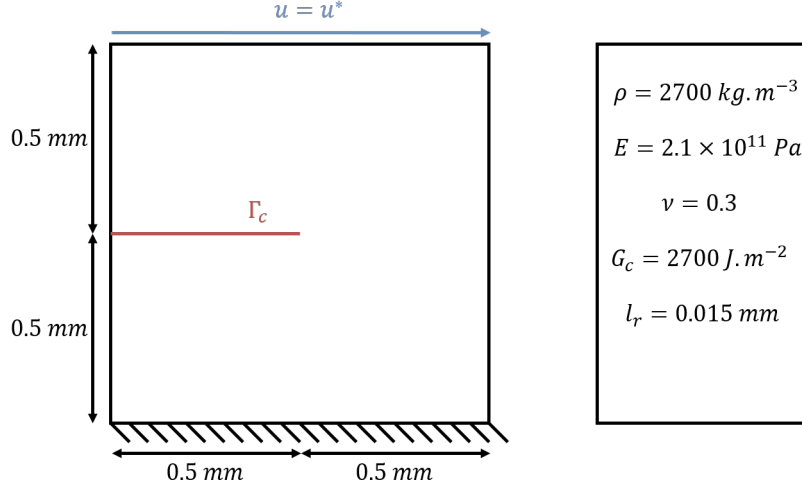 u = u*
0.5 mm
Γc
0.5 mm
0.5 mm
0.5 mm
ρ = 2700 kg.m⁻³
E = 2.1 × 10¹¹ Pa
ν = 0.3
Gc = 2700 J.m⁻²
lr = 0.015 mm